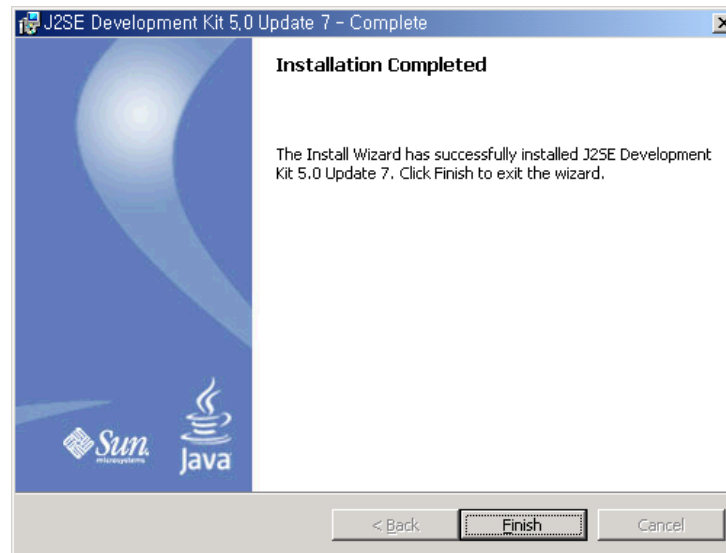 J2SE Development Kit 5,0 Update 7 - Complete
Installation Completed
The Install Wizard has successfully installed J2SE Development
Kit 5.0 Update 7. Click Finish to exit the wizard.
Sun
microsystems
Java
< Back
Finish
Cancel